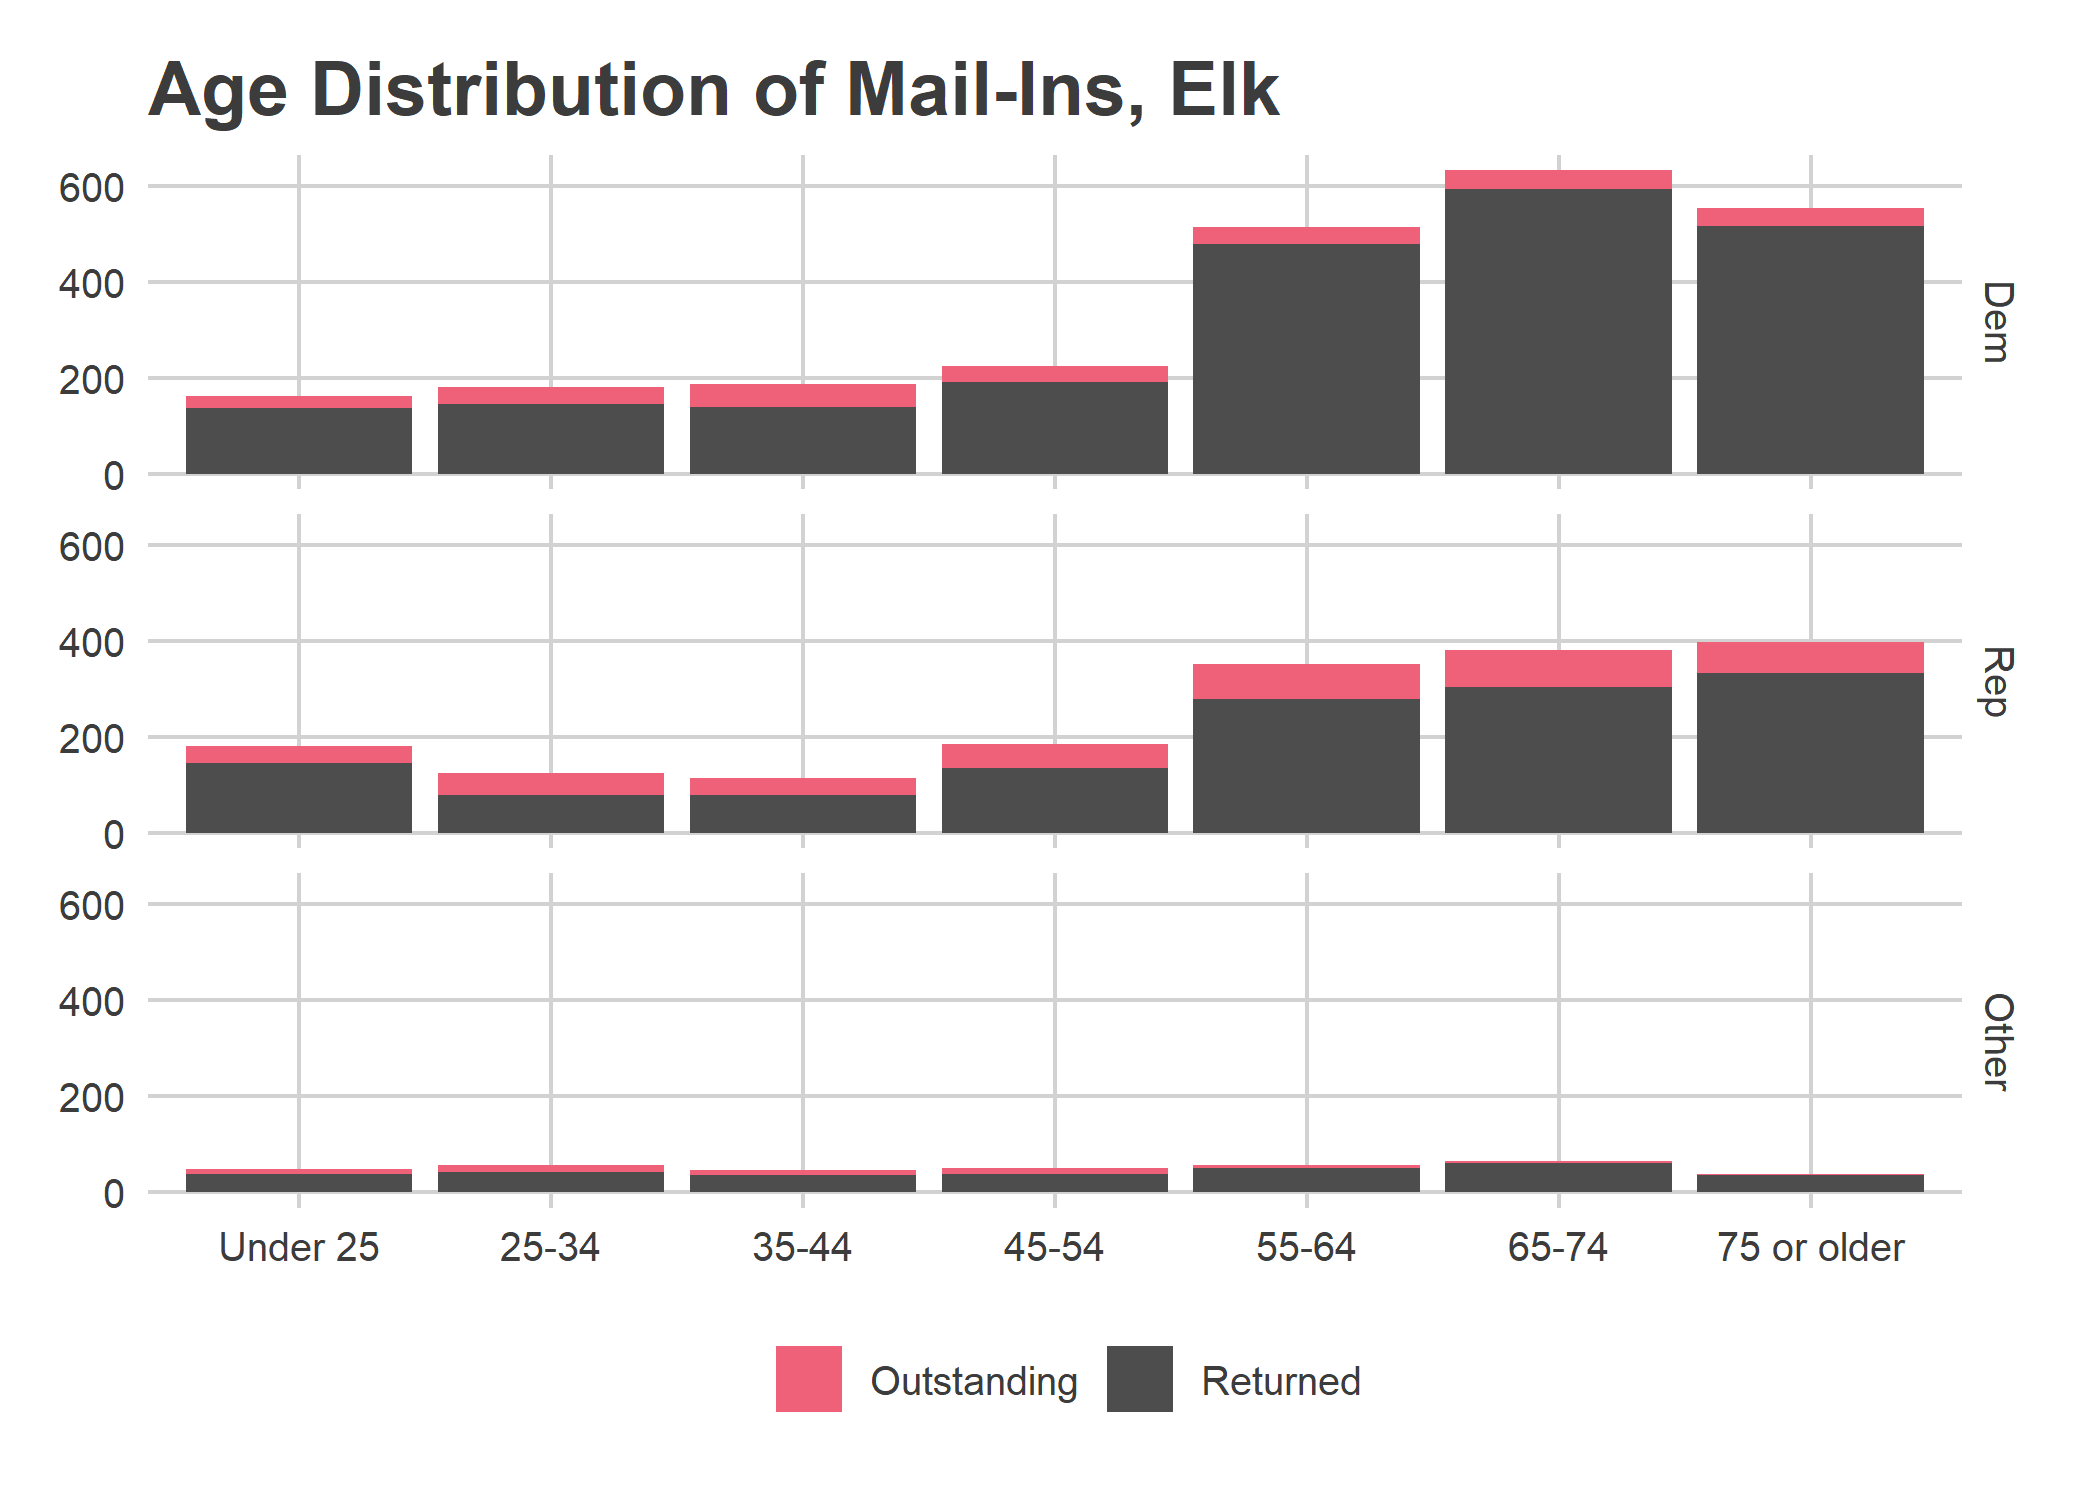 Age Distribution of Mail-Ins, Elk
600
400
200
0
Dem
600
400
200
0
Rep
600
400
200
0
Other
Under 25 25-34 35-44 45-54 55-64 65-74 75 or older
Outstanding Returned